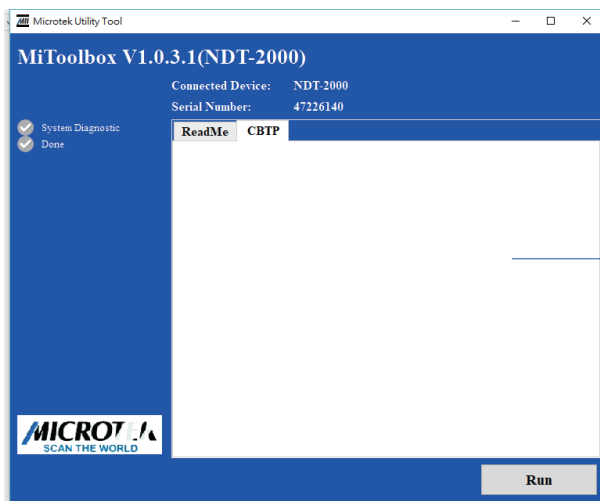 Microtek Utility Tool
MiToolbox V1.0.3.1(NDT-2000)
Connected Device: NDT-2000
Serial Number: 47226140
System Diagnostic
Done
ReadMe CBTP
MICROTEK
SCAN THE WORLD
Run